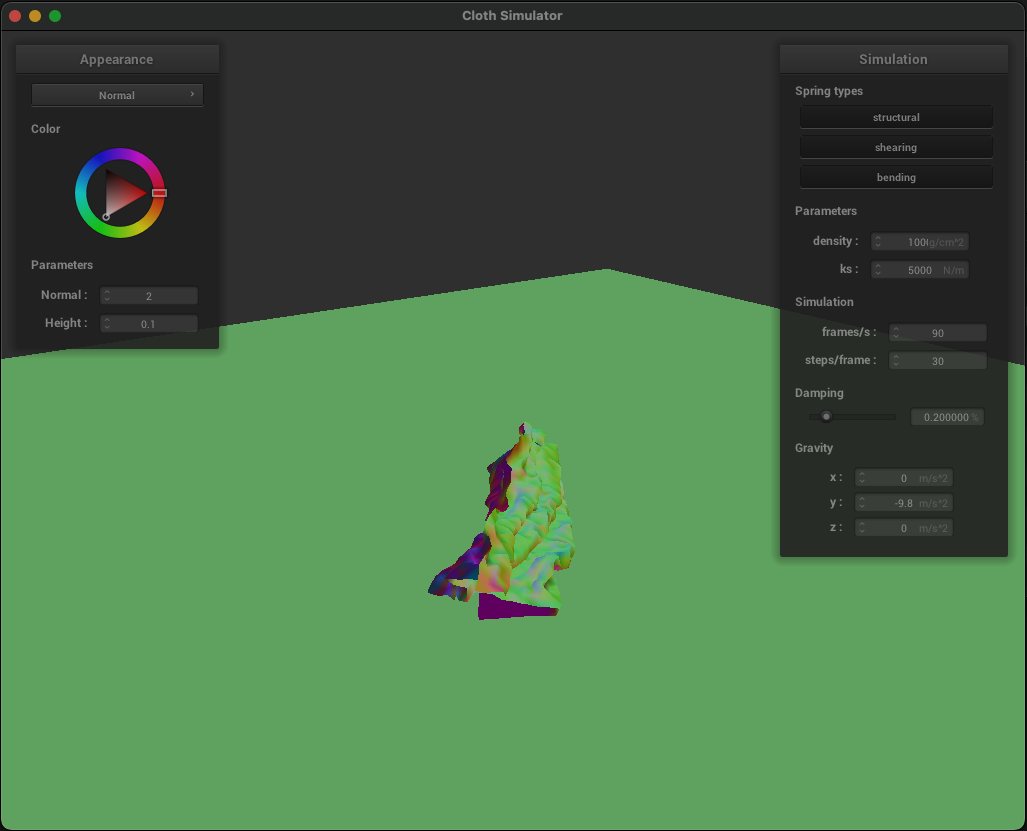 Cloth Simulator
Appearance
Normal
Color
Parameters
Normal : 2
Height : 0.1
Simulation
Spring types
structural
shearing
bending
Parameters
density : 100 g/cm^2
ks : 5000 N/m
Simulation
frames/s : 90
steps/frame : 30
Damping
0.200000 %
Gravity
x : 0 m/s^2
y : -9.8 m/s^2
z : 0 m/s^2